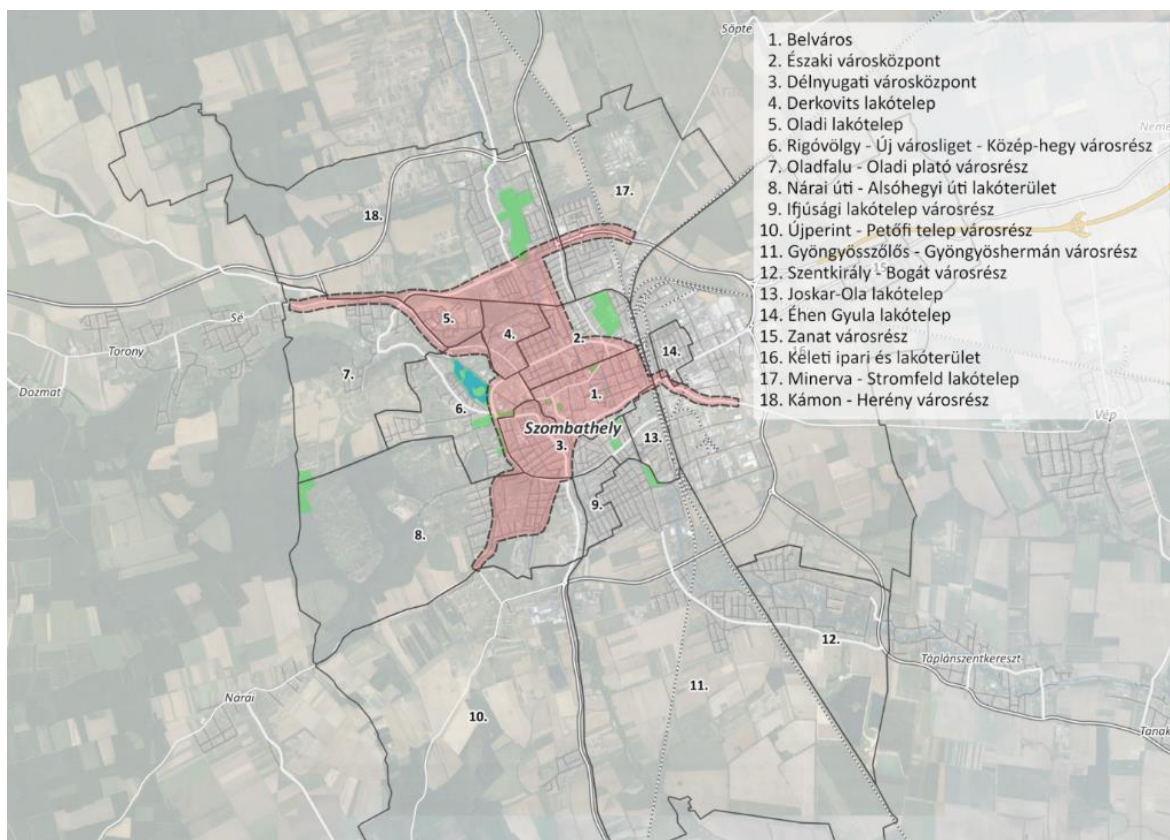 Söpte
1. Belváros
2. Északi városközpont
3. Délnyugati városközpont
4. Derkovits lakótelep
5. Oladi lakótelep
6. Rigóvölgy - Új városliget - Közép-hegy városrész
7. Oladfalu - Oladi plató városrész
8. Nárai úti - Alsóhegyi úti lakóterület
9. Ifjúsági lakótelep városrész
10. Újperint - Petőfi telep városrész
11. Gyöngyösszőlős - Gyöngyöshermán városrész
12. Szentkirály - Bogát városrész
13. Joskar-Ola lakótelep
14. Éhen Gyula lakótelep
15. Zanat városrész
16. Keleti ipari és lakóterület
17. Minerva - Stromfeld lakótelep
18. Kámon - Herény városrész
17.
18.
15.
Sé
5.
4.
2.
14.
16.
Torony
7.
Dozmat
6.
1.
Vép
Szombathely
13.
3.
9.
8.
12.
Táplánszentkereszt
11.
Nárai
10.
Tanak